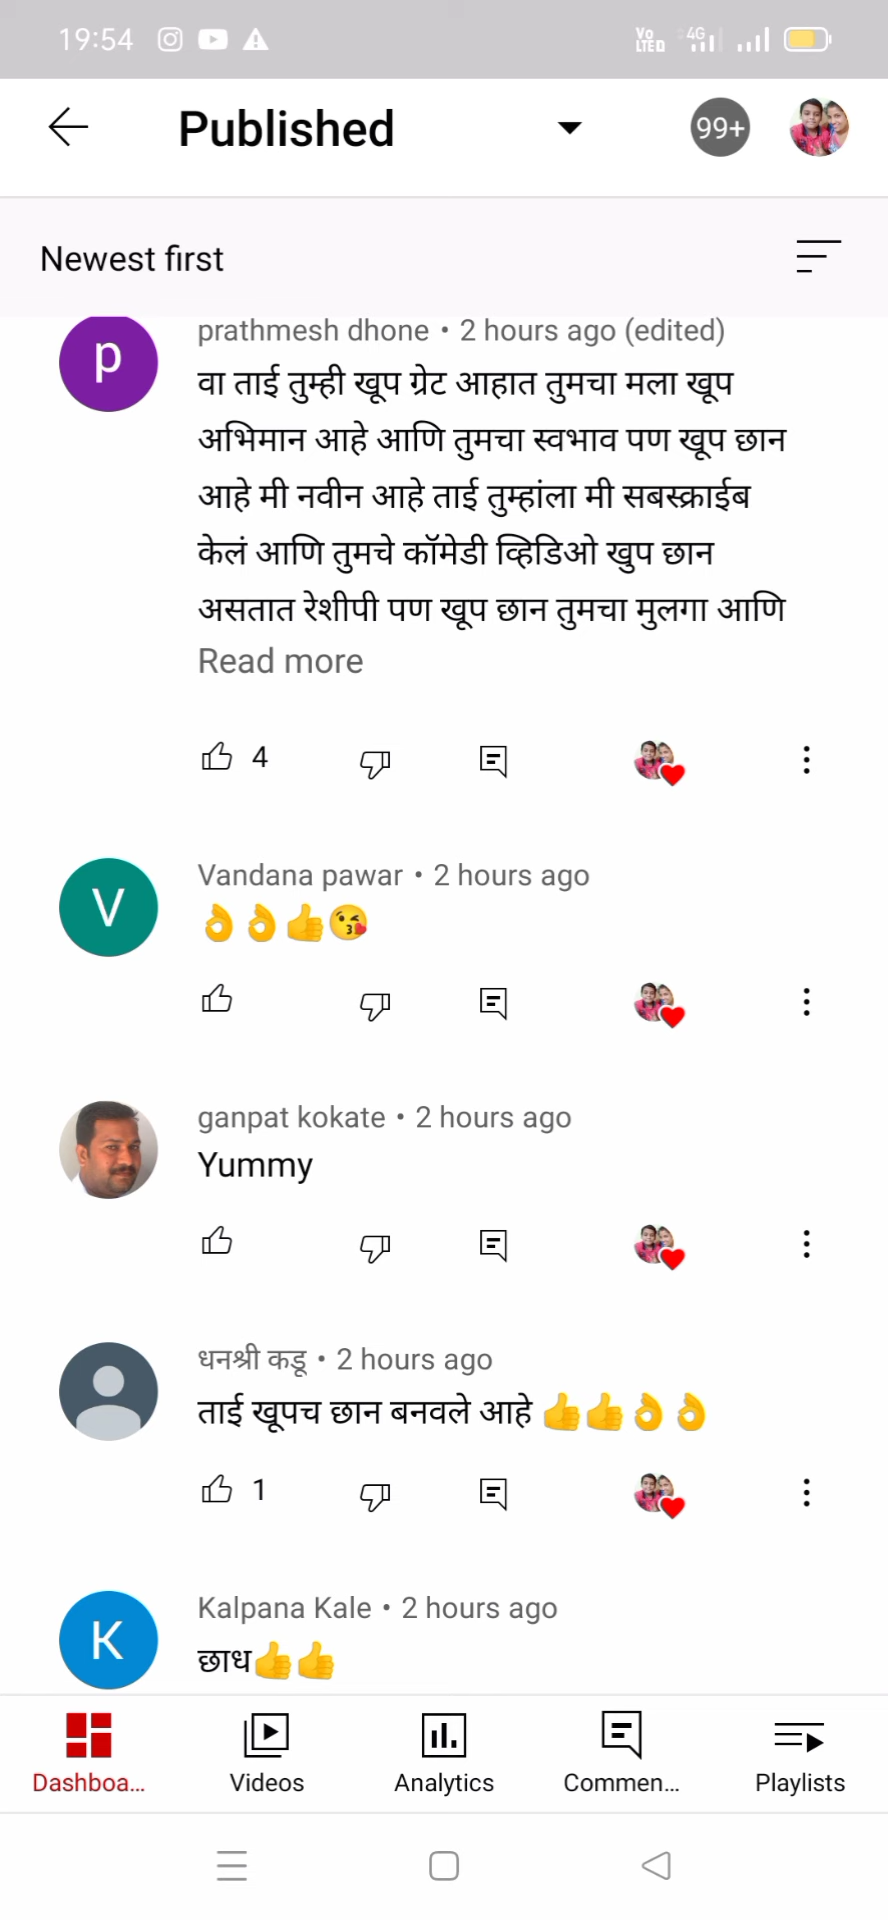 19:54 Vo LTED 4G
Published 99+
Newest first
prathmesh dhone • 2 hours ago (edited)
p
वा ताई तुम्ही खूप ग्रेट आहात तुमचा मला खूप
अभिमान आहे आणि तुमचा स्वभाव पण खूप छान
आहे मी नवीन आहे ताई तुम्हांला मी सबस्क्राईब
केलं आणि तुमचे कॉमेडी व्हिडिओ खुप छान
असतात रेशीपी पण खूप छान तुमचा मुलगा आणि
Read more
4
Vandana pawar • 2 hours ago
V
👌👌👍😘
ganpat kokate • 2 hours ago
Yummy
धनश्री कडू • 2 hours ago
ताई खूपच छान बनवले आहे 👍👍👌👌
1
Kalpana Kale • 2 hours ago
K
छाध👍👍
Dashboa... Videos Analytics Commen... Playlists